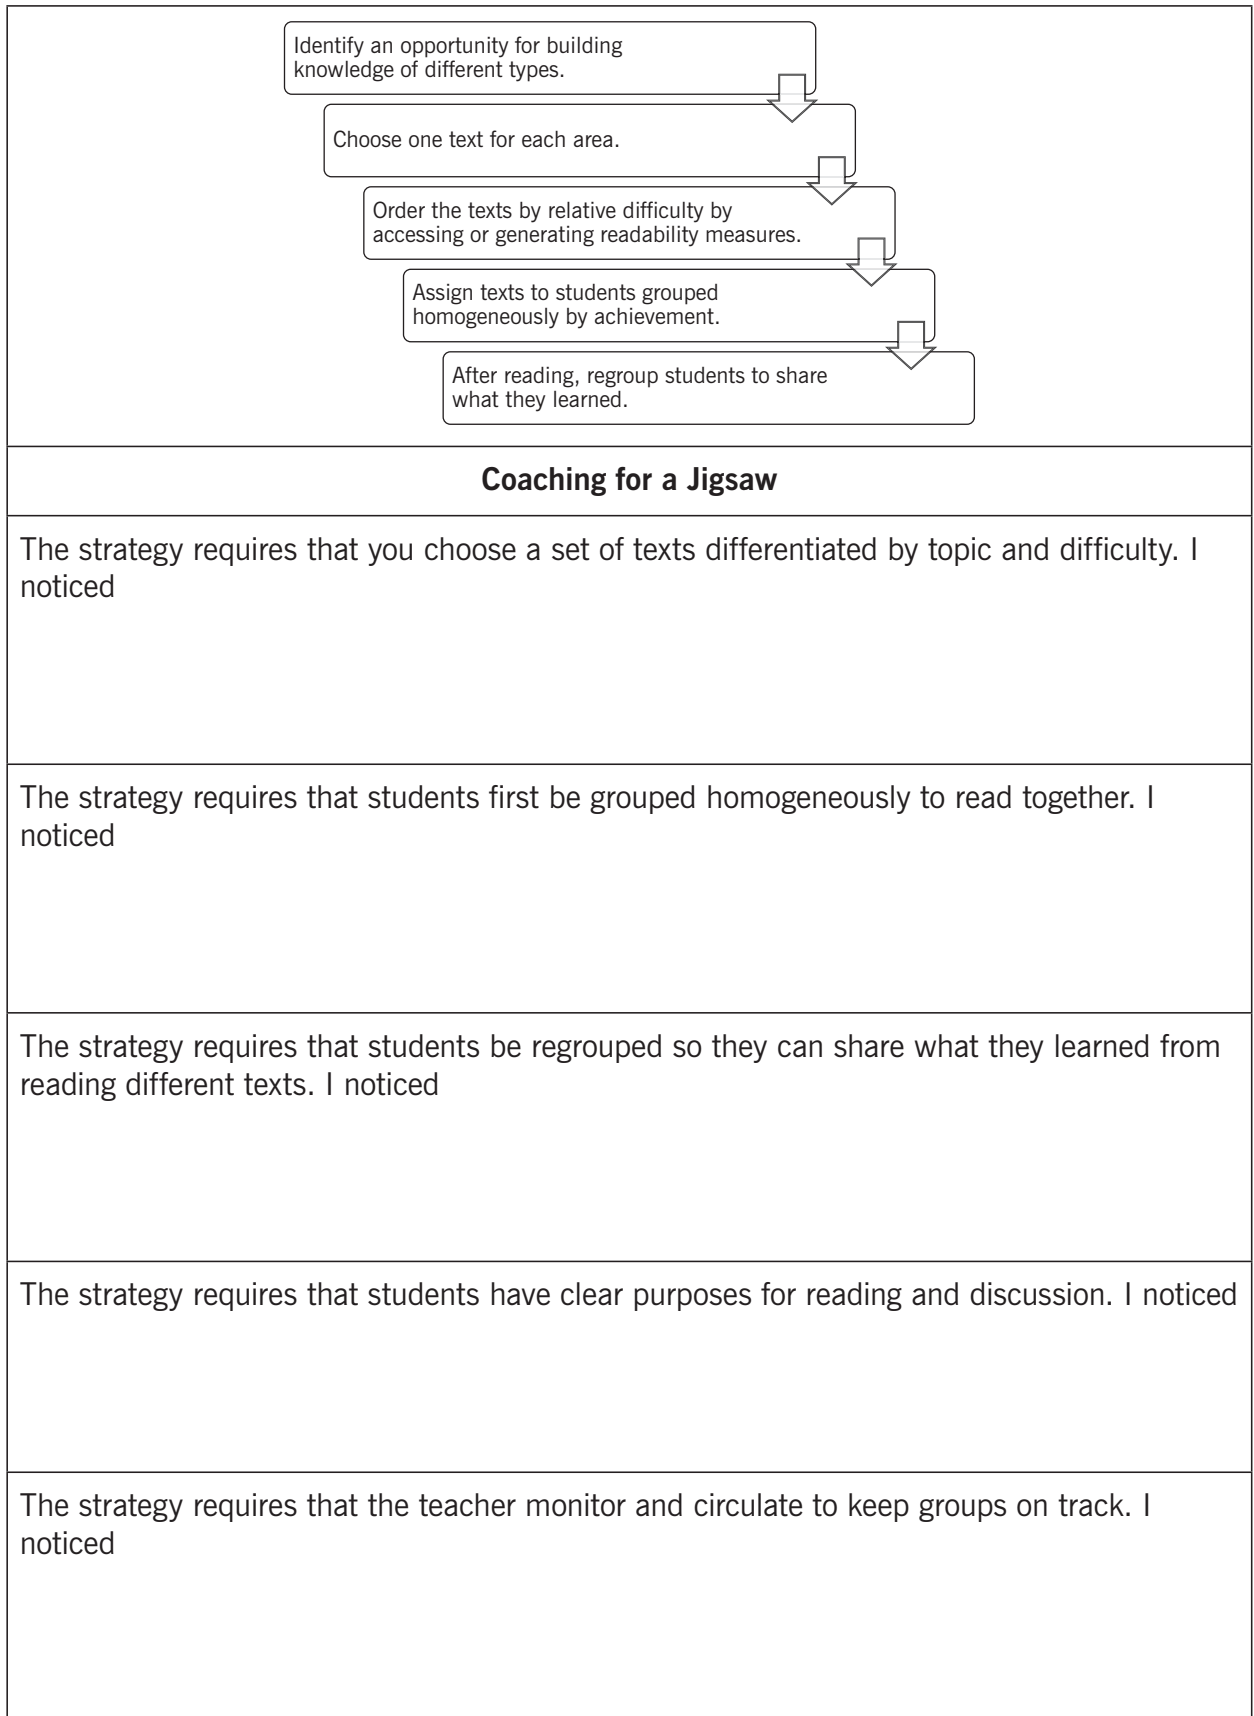 Identify an opportunity for building
knowledge of different types.
Choose one text for each area.
Order the texts by relative difficulty by
accessing or generating readability measures.
Assign texts to students grouped
homogeneously by achievement.
After reading, regroup students to share
what they learned.
Coaching for a Jigsaw
The strategy requires that you choose a set of texts differentiated by topic and difficulty. I
noticed
The strategy requires that students first be grouped homogeneously to read together. I
noticed
The strategy requires that students be regrouped so they can share what they learned from
reading different texts. I noticed
The strategy requires that students have clear purposes for reading and discussion. I noticed
The strategy requires that the teacher monitor and circulate to keep groups on track. I
noticed